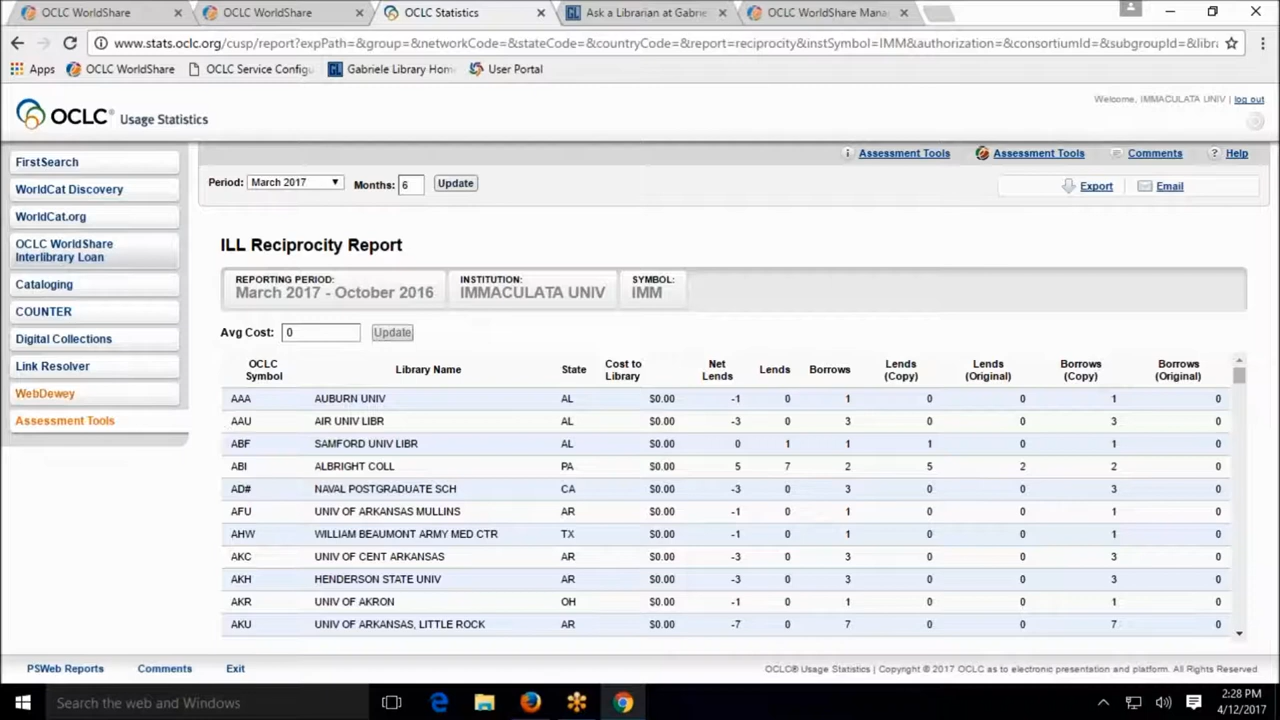 OCLC WorldShare
OCLC WorldShare
OCLC Statistics
Ask a Librarian at Gabriel
OCLC WorldShare Mana
www.stats.oclc.org/cusp/report?expPath=&group=&networkCode=&stateCode=&countryCode=&report=reciprocity&instSymbol=IMM&authorization=&consortiumId=&subgroupId=&libra
Apps OCLC WorldShare OCLC Service Configu Gabriele Library Hom User Portal
OCLC® Usage Statistics
Welcome, IMMACULATA UNIV | log out
Assessment Tools Assessment Tools Comments ? Help
Period: March 2017 Months: 6 Update
Export Email
FirstSearch
WorldCat Discovery
WorldCat.org
OCLC WorldShare
Interlibrary Loan
Cataloging
COUNTER
Digital Collections
Link Resolver
WebDewey
Assessment Tools
ILL Reciprocity Report
REPORTING PERIOD: INSTITUTION: SYMBOL:
March 2017 - October 2016 IMMACULATA UNIV IMM
Avg Cost: 0 Update
OCLC Symbol Library Name State Cost to Library Net Lends Lends Borrows Lends (Copy) Lends (Original) Borrows (Copy) Borrows (Original)
AAA AUBURN UNIV AL $0.00 -1 0 1 0 0 1 0
AAU AIR UNIV LIBR AL $0.00 -3 0 3 0 0 3 0
ABF SAMFORD UNIV LIBR AL $0.00 0 1 1 1 0 1 0
ABI ALBRIGHT COLL PA $0.00 5 7 2 5 2 2 0
AD# NAVAL POSTGRADUATE SCH CA $0.00 -3 0 3 0 0 3 0
AFU UNIV OF ARKANSAS MULLINS AR $0.00 -1 0 1 0 0 1 0
AHW WILLIAM BEAUMONT ARMY MED CTR TX $0.00 -1 0 1 0 0 1 0
AKC UNIV OF CENT ARKANSAS AR $0.00 -3 0 3 0 0 3 0
AKH HENDERSON STATE UNIV AR $0.00 -3 0 3 0 0 3 0
AKR UNIV OF AKRON OH $0.00 -1 0 1 0 0 1 0
AKU UNIV OF ARKANSAS, LITTLE ROCK AR $0.00 -7 0 7 0 0 7 0
PSWeb Reports Comments Exit
OCLC® Usage Statistics | Copyright © 2017 OCLC as to electronic presentation and platform. All Rights Reserved.
Search the web and Windows
2:28 PM
4/12/2017